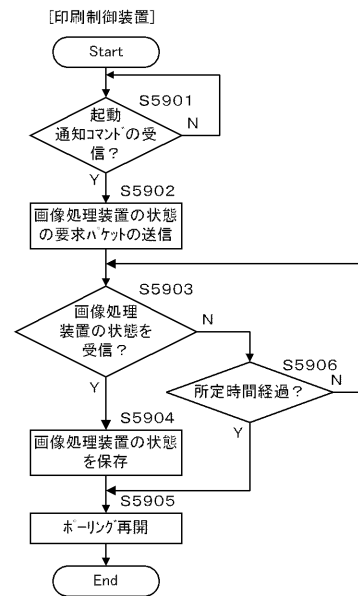 [印刷制御装置]
Start
S5901
起動
通知コマンドの受
信？
N
Y
S5902
画像処理装置の状態
の要求パケットの送信
S5903
画像処理
装置の状態を
受信？
N
Y
S5906
所定時間経過？
N
Y
S5904
画像処理装置の状態
を保存
S5905
ポーリング再開
End